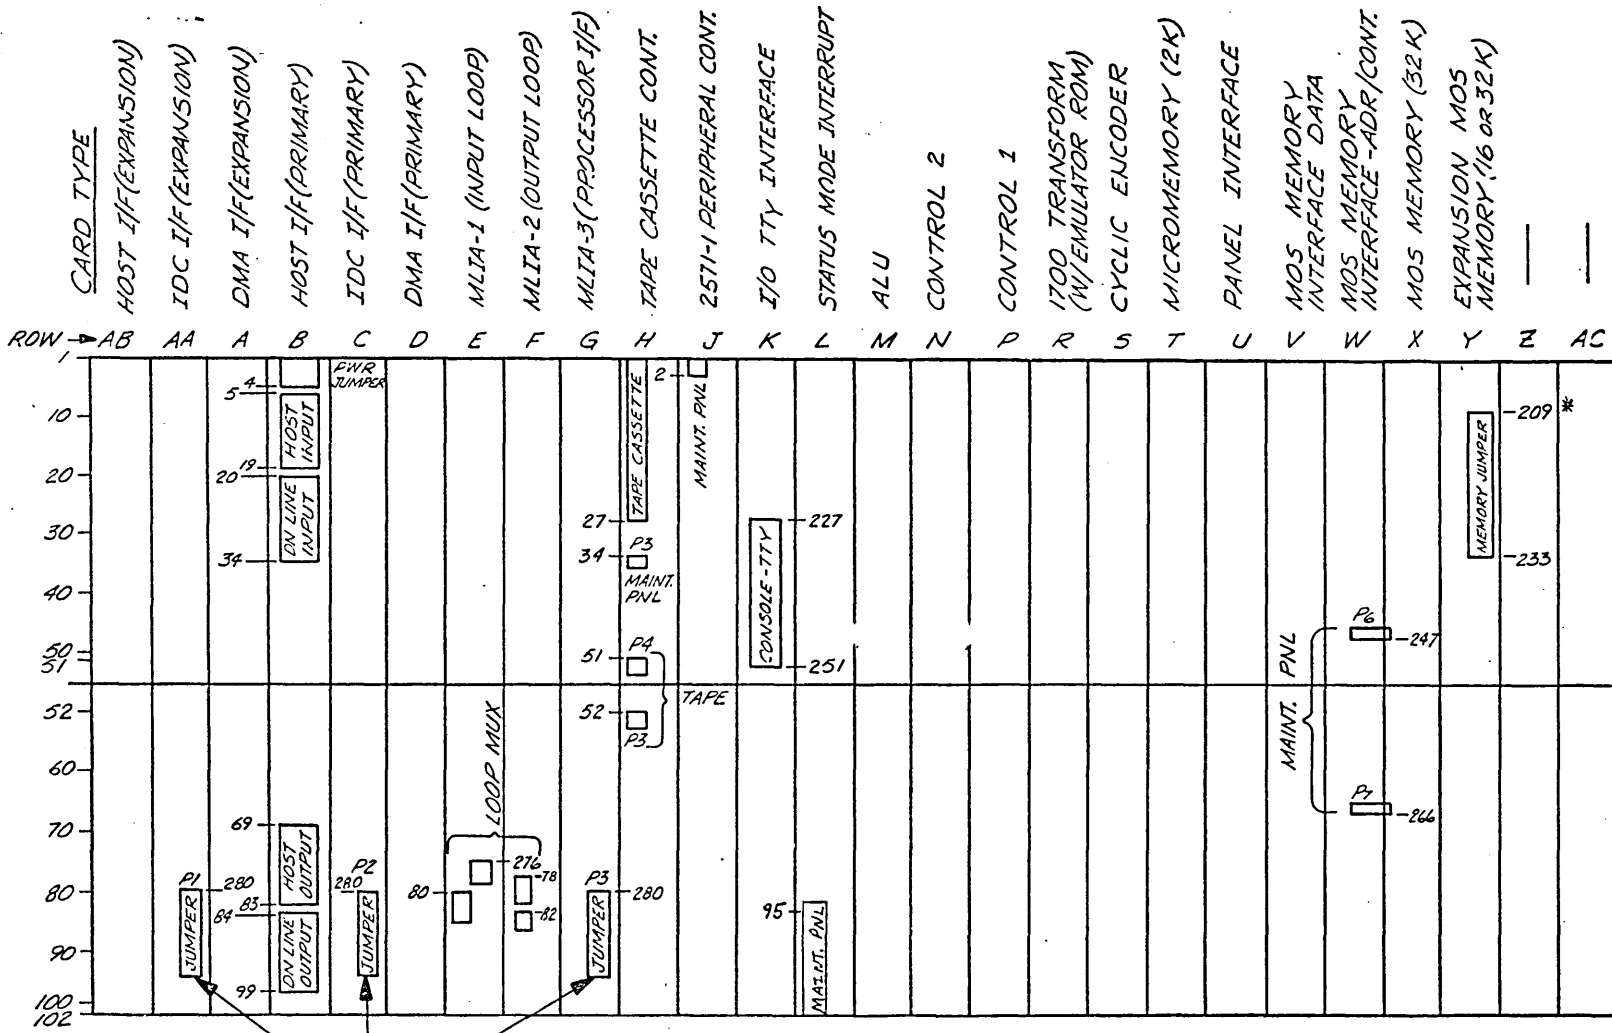 CARD TYPE
HOST I/F(EXPANSION)
IDC I/F(EXPANSION)
DMA I/F(EXPANSION)
HOST I/F(PRIMARY)
IDC I/F(PRIMARY)
DMA I/F(PRIMARY)
MLIA-1 (INPUT LOOP)
MLIA-2 (OUTPUT LOOP)
MLIA-3 (PPOCESSOR I/F)
TAPE CASSETTE CONT.
2571-1 PERIPHERAL CONT.
I/O TTY INTERFACE
STATUS MODE INTERRUPT
ALU
CONTROL 2
CONTROL 1
1700 TRANSFORM
(W/EMULATOR ROM)
CYCLIC ENCODER
MICROMEMORY (2K)
PANEL INTERFACE
MOS MEMORY
INTERFACE DATA
MOS MEMORY
INTERFACE-ADR/CONT.
MOS MEMORY (32K)
EXPANSION MOS
MEMORY (16 OR 32K)
ROW AB AA A B C D E F G H J K L M N P R S T U V W X Y Z AC
1
10
20
30
40
50
51
52
60
70
80
90
100
102
4
5
HOST
INPUT
19
20
ON LINE
INPUT
34
PWR
JUMPER
TAPE CASSETTE
27
34
P3
MAINT.
PNL
2
MAINT. PNL
51
P4
52
P3
TAPE
227
CONSOLE-TTY
251
209 *
MEMORY JUMPER
233
P6
247
MAINT. PNL
P7
266
P1
280
JUMPER
69
HOST
OUTPUT
83
84
ON LINE
OUTPUT
99
P2
280
JUMPER
LOOP MUX
80
276
78
82
P3
280
JUMPER
95
MAINT. PNL